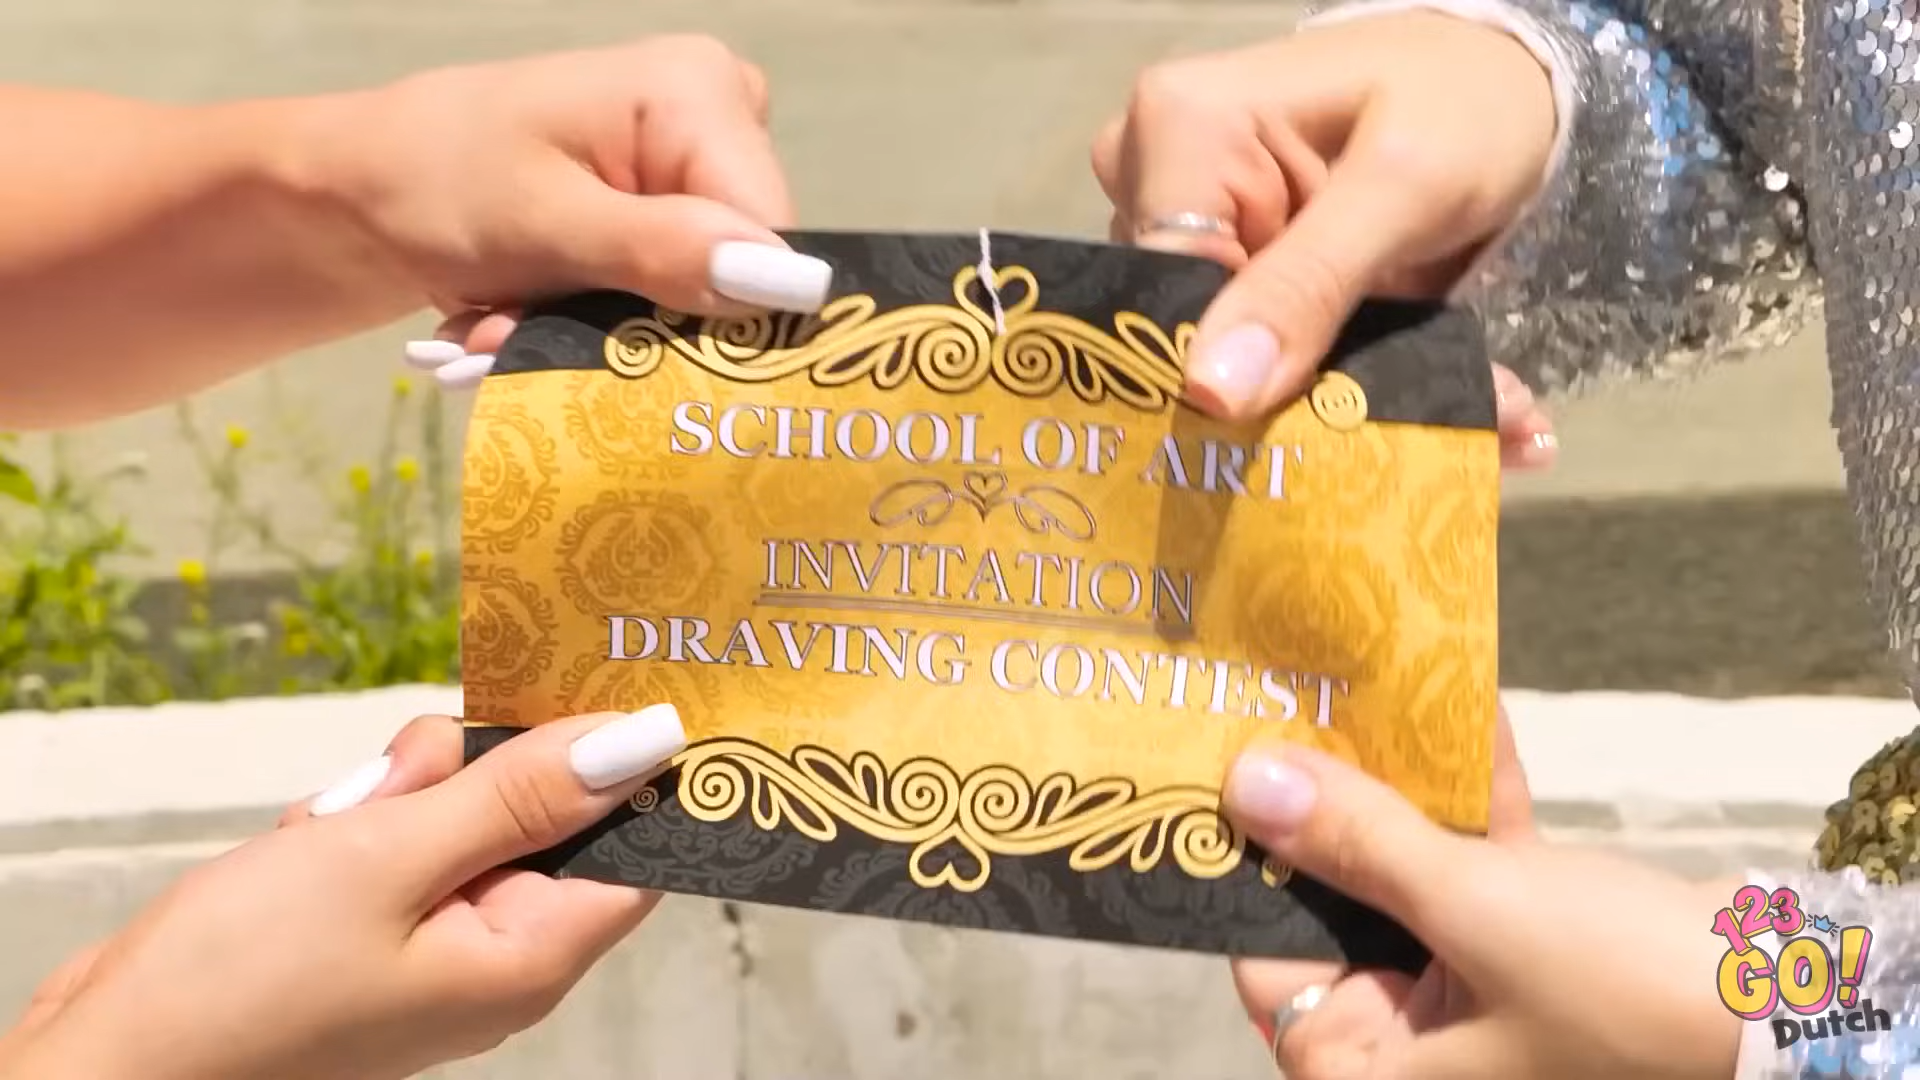 SCHOOL OF ART
INVITATION
DRAVING CONTEST
123
GO!
Dutch